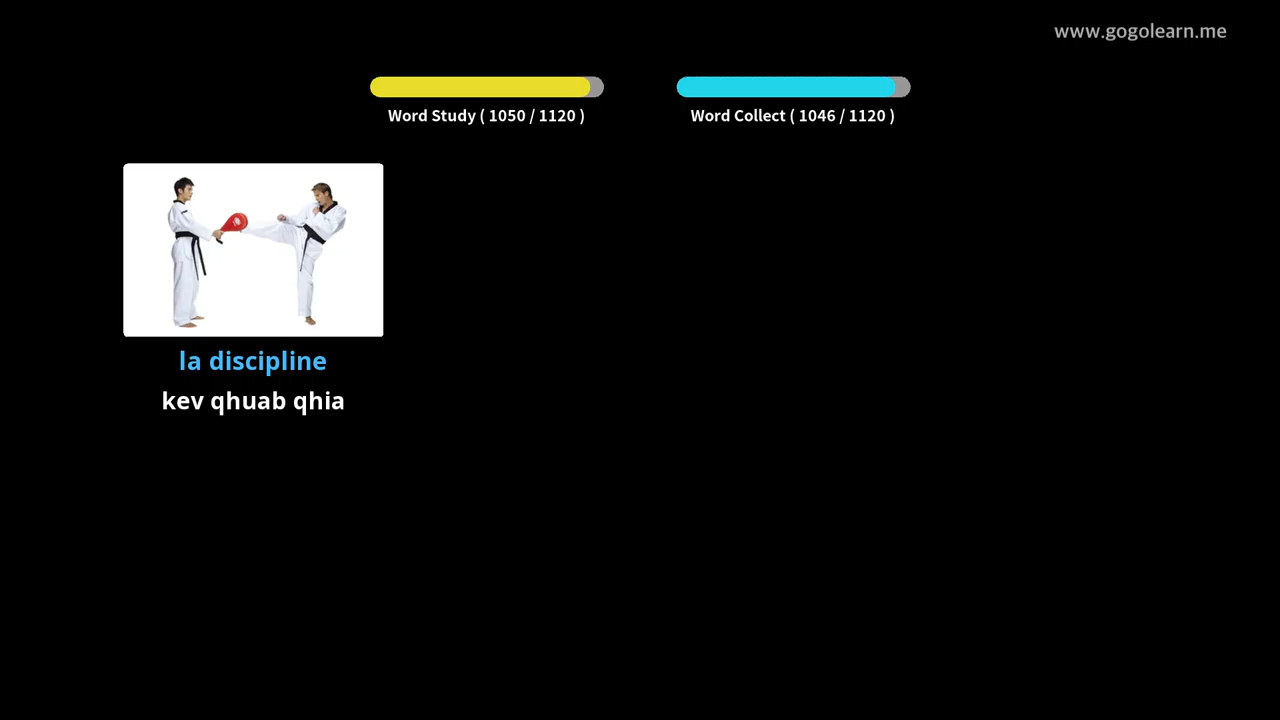 www.gogolearn.me
Word Study ( 1050 / 1120 )
Word Collect ( 1046 / 1120 )
la discipline
kev qhuab qhia